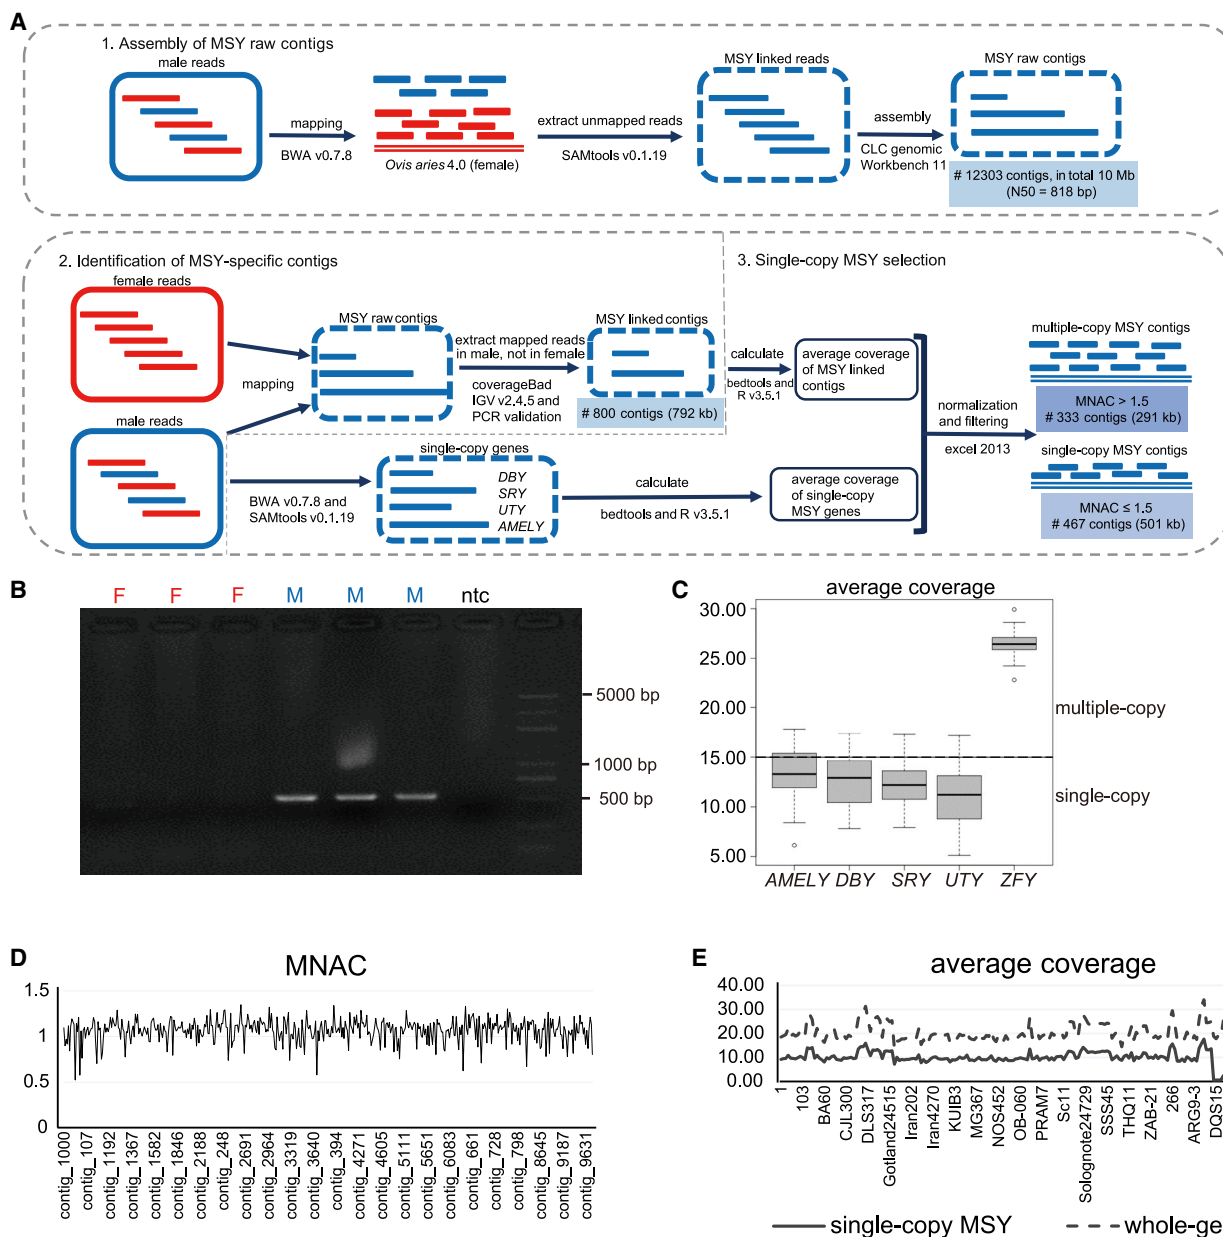 A
1. Assembly of MSY raw contigs
male reads
mapping
BWA v0.7.8
Ovis aries 4.0 (female)
extract unmapped reads
SAMtools v0.1.19
MSY linked reads
assembly
CLC genomic
Workbench 11
MSY raw contigs
# 12303 contigs, in total 10 Mb
(N50 = 818 bp)
2. Identification of MSY-specific contigs
female reads
male reads
mapping
MSY raw contigs
extract mapped reads
in male, not in female
coverageBad
IGV v2.4.5 and
PCR validation
MSY linked contigs
# 800 contigs (792 kb)
BWA v0.7.8 and
SAMtools v0.1.19
single-copy genes
DBY
SRY
UTY
AMELY
3. Single-copy MSY selection
calculate
bedtools and
R v3.5.1
average coverage
of MSY linked
contigs
calculate
bedtools and R v3.5.1
average coverage
of single-copy
MSY genes
normalization
and filtering
excel 2013
multiple-copy MSY contigs
MNAC > 1.5
# 333 contigs (291 kb)
single-copy MSY contigs
MNAC ≤ 1.5
# 467 contigs (501 kb)
B
F F F M M M ntc
5000 bp
1000 bp
500 bp
C
average coverage
30.00
25.00
20.00
15.00
10.00
5.00
multiple-copy
single-copy
AMELY DBY SRY UTY ZFY
D
MNAC
1.5
1
0.5
0
contig_1000
contig_107
contig_1192
contig_1367
contig_1582
contig_1846
contig_2188
contig_248
contig_2691
contig_2964
contig_3319
contig_3640
contig_394
contig_4271
contig_4605
contig_5111
contig_5651
contig_6083
contig_661
contig_728
contig_798
contig_8645
contig_9187
contig_9631
E
average coverage
40.00
30.00
20.00
10.00
0.00
1
103
BA60
CJL300
DLS317
Gotland24515
Iran202
Iran4270
KUIB3
MG367
NOS452
OB-060
PRAM7
Sc11
Solognote24729
SSS45
THQ11
ZAB-21
266
ARG9-3
DQS15
single-copy MSY
whole-ge